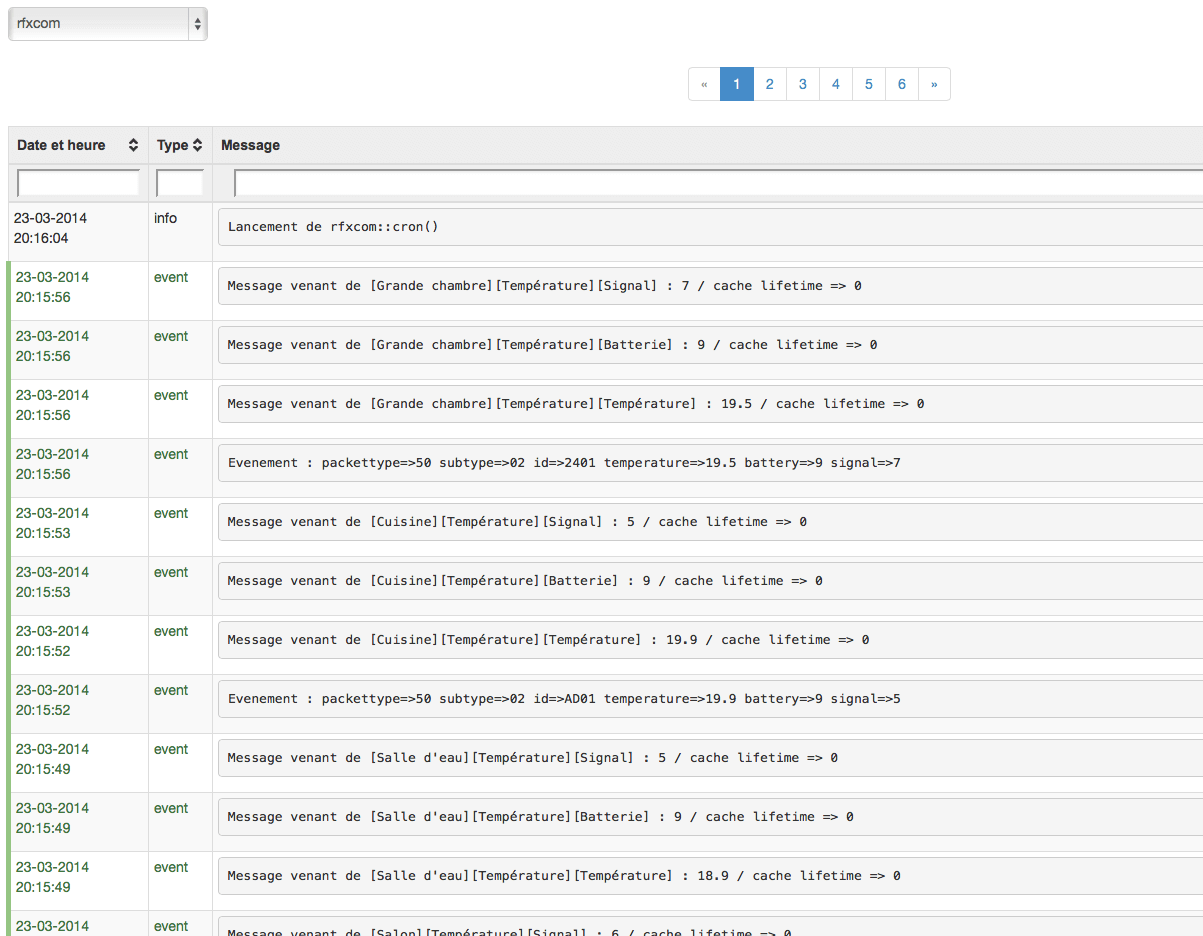 rfxcom
« 1 2 3 4 5 6 »
Date et heure Type Message
23-03-2014 info Lancement de rfxcom::cron()
20:16:04
23-03-2014 event Message venant de [Grande chambre][Température][Signal] : 7 / cache lifetime => 0
20:15:56
23-03-2014 event Message venant de [Grande chambre][Température][Batterie] : 9 / cache lifetime => 0
20:15:56
23-03-2014 event Message venant de [Grande chambre][Température][Température] : 19.5 / cache lifetime => 0
20:15:56
23-03-2014 event Evenement : packettype=>50 subtype=>02 id=>2401 temperature=>19.5 battery=>9 signal=>7
20:15:56
23-03-2014 event Message venant de [Cuisine][Température][Signal] : 5 / cache lifetime => 0
20:15:53
23-03-2014 event Message venant de [Cuisine][Température][Batterie] : 9 / cache lifetime => 0
20:15:53
23-03-2014 event Message venant de [Cuisine][Température][Température] : 19.9 / cache lifetime => 0
20:15:52
23-03-2014 event Evenement : packettype=>50 subtype=>02 id=>AD01 temperature=>19.9 battery=>9 signal=>5
20:15:52
23-03-2014 event Message venant de [Salle d'eau][Température][Signal] : 5 / cache lifetime => 0
20:15:49
23-03-2014 event Message venant de [Salle d'eau][Température][Batterie] : 9 / cache lifetime => 0
20:15:49
23-03-2014 event Message venant de [Salle d'eau][Température][Température] : 18.9 / cache lifetime => 0
20:15:49
23-03-2014 event Message venant de [Salon][Température][Signal] : 6 / cache lifetime => 0